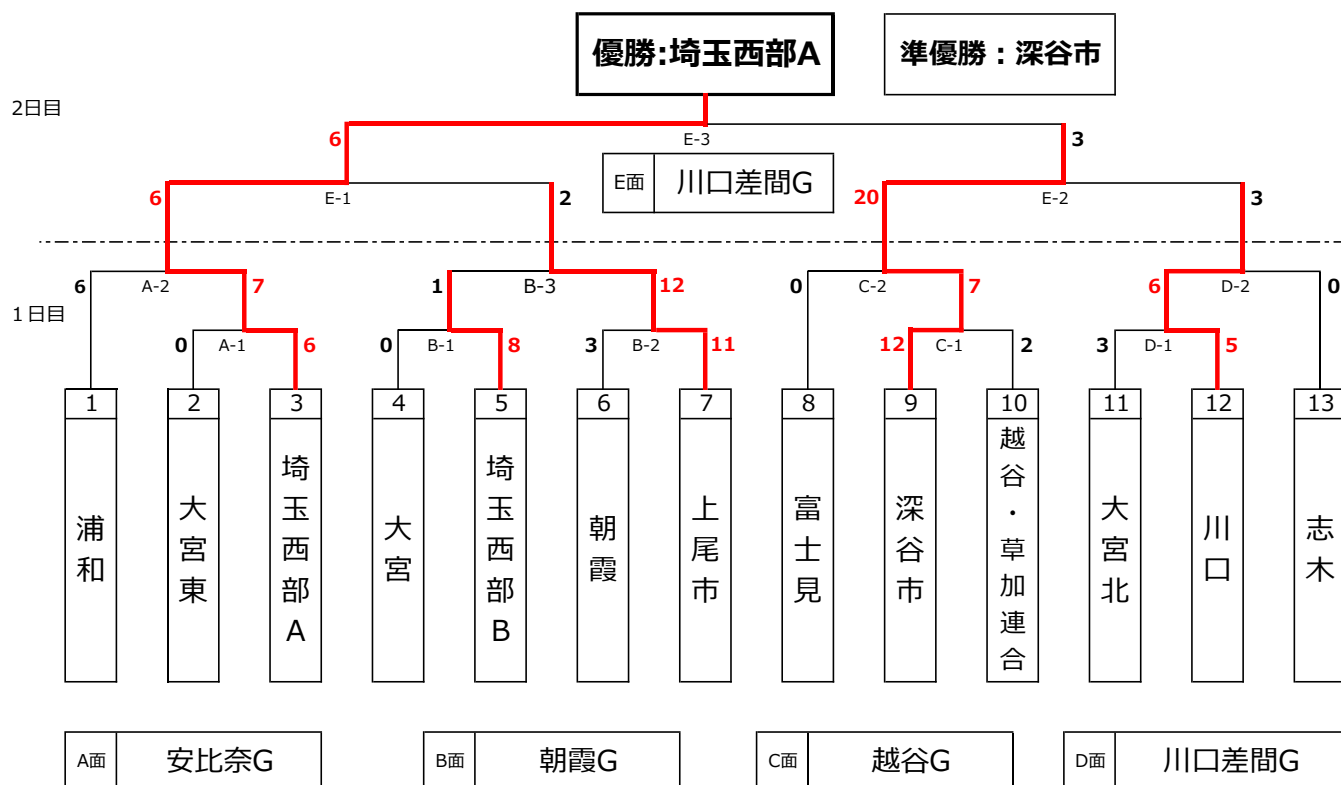 優勝:埼玉西部A 準優勝：深谷市
2日目
6 E-3 3
E面 川口差間G
6 E-1 2 20 E-2 3
6 A-2 7 1 B-3 12 0 C-2 7 6 D-2 0
1日目
0 A-1 6 0 B-1 8 3 B-2 11 12 C-1 2 3 D-1 5
1 2 3 4 5 6 7 8 9 10 11 12 13
浦和
大宮東
埼玉西部A
大宮
埼玉西部B
朝霞
上尾市
富士見
深谷市
越谷・草加連合
大宮北
川口
志木
A面 安比奈G B面 朝霞G C面 越谷G D面 川口差間G